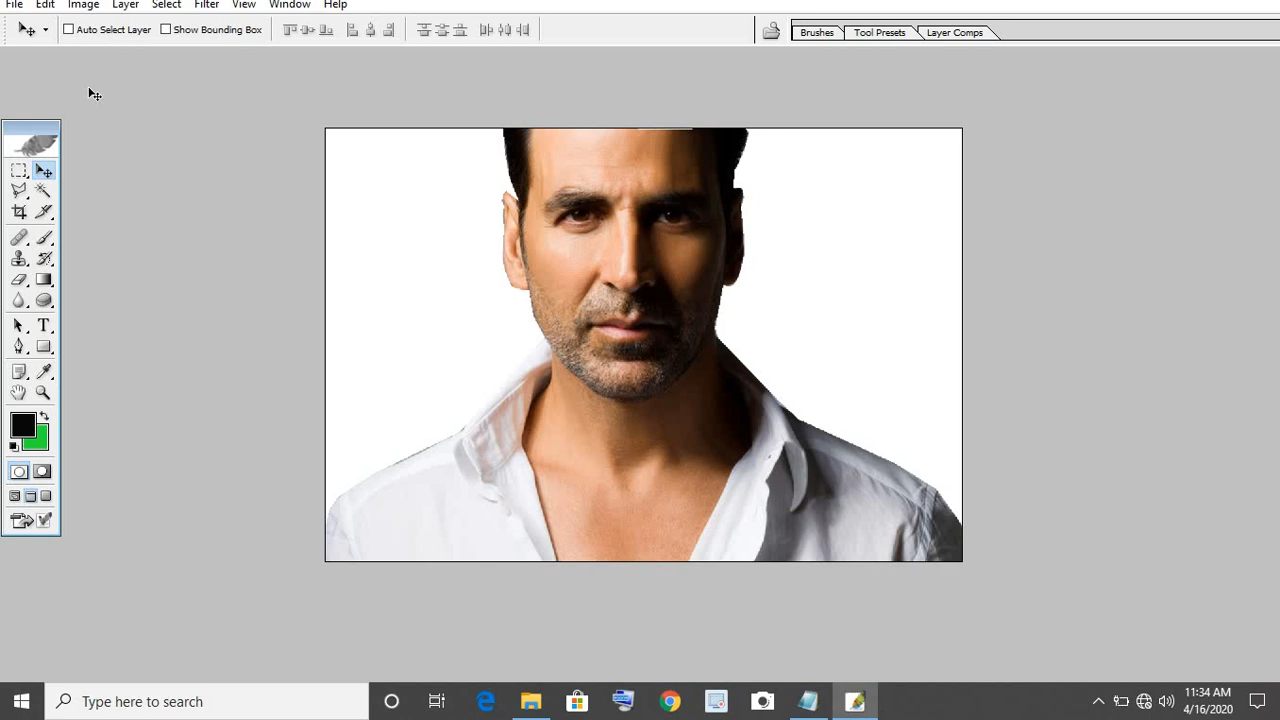 File Edit Image Layer Select Filter View Window Help
Auto Select Layer Show Bounding Box Brushes Tool Presets Layer Comps
T
Type here to search
11:34 AM
4/16/2020